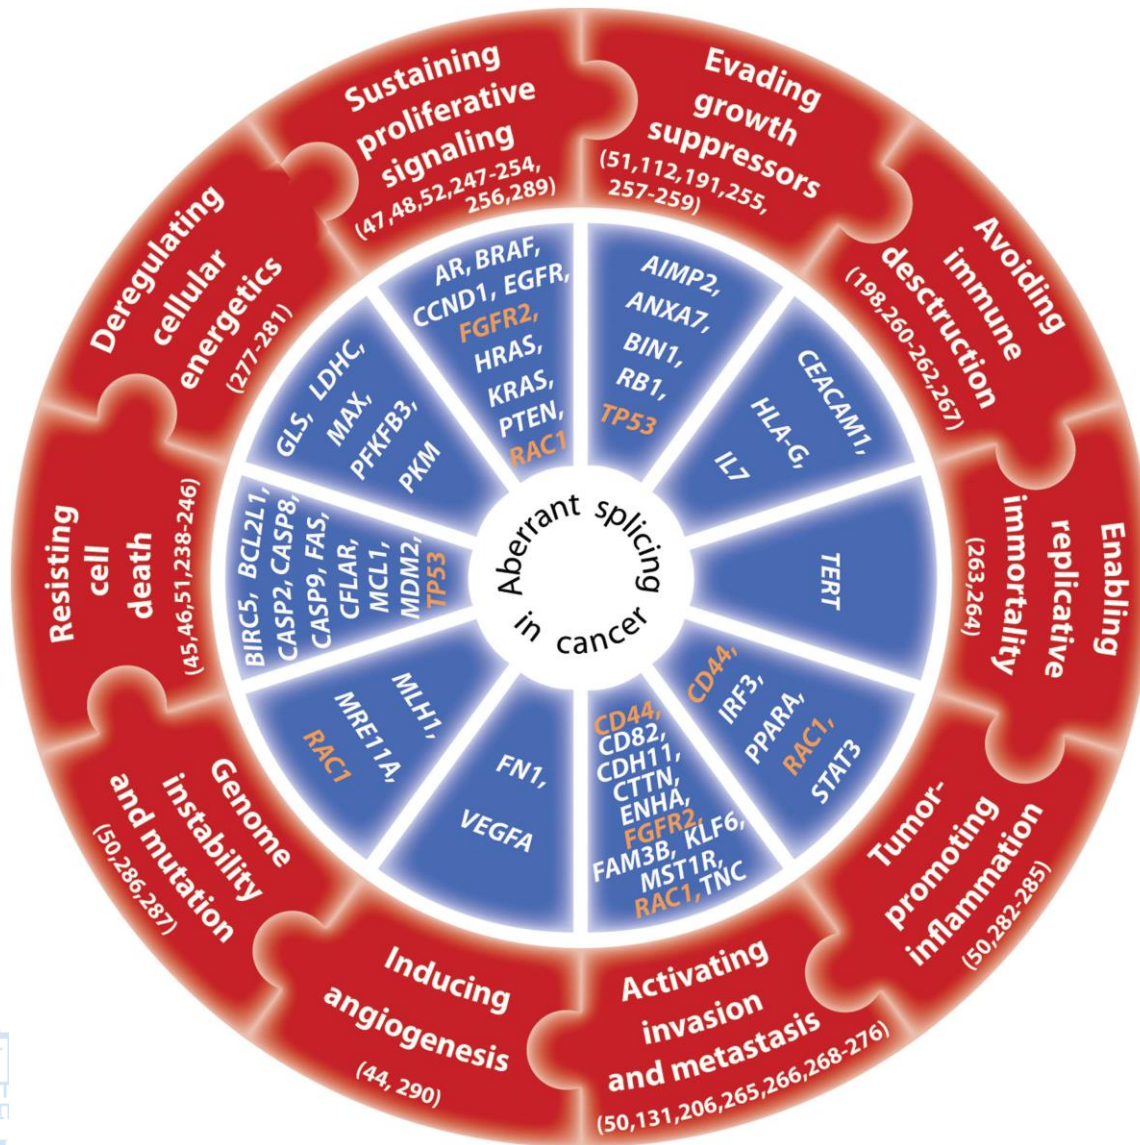 Sustaining
proliferative
signaling
(47,48,52,247-254,
256,289)
Evading
growth
suppressors
(51,112,191,255,
257-259)
Avoiding
immune
desctruction
(198,260-262,267)
Enabling
replicative
immortality
(263,264)
Tumor-
promoting
inflammation
(50,282-285)
Activating
invasion
and metastasis
(50,131,206,265,266,268-276)
Inducing
angiogenesis
(44, 290)
Genome
instability
and mutation
(50,286,287)
Resisting
cell
death
(45,46,51,238-246)
Deregulating
cellular
energetics
(277-281)
AR, BRAF,
CCND1, EGFR,
FGFR2,
HRAS,
KRAS,
PTEN,
RAC1
AIMP2,
ANXA7,
BIN1,
RB1,
TP53
CEACAM1,
HLA-G,
IL7
TERT
CD44,
IRF3,
PPARA,
RAC1,
STAT3
CD44,
CD82,
CDH11,
CTTN,
ENHA,
FGFR2,
FAM3B, KLF6,
MST1R,
RAC1, TNC
FN1,
VEGFA
MLH1,
MRE11A,
RAC1
BIRC5, BCL2L1,
CASP2, CASP8,
CASP9, FAS,
CFLAR,
MCL1,
MDM2,
TP53
GLS, LDHC,
MAX,
PFKFB3,
PKM
Aberrant splicing
in cancer